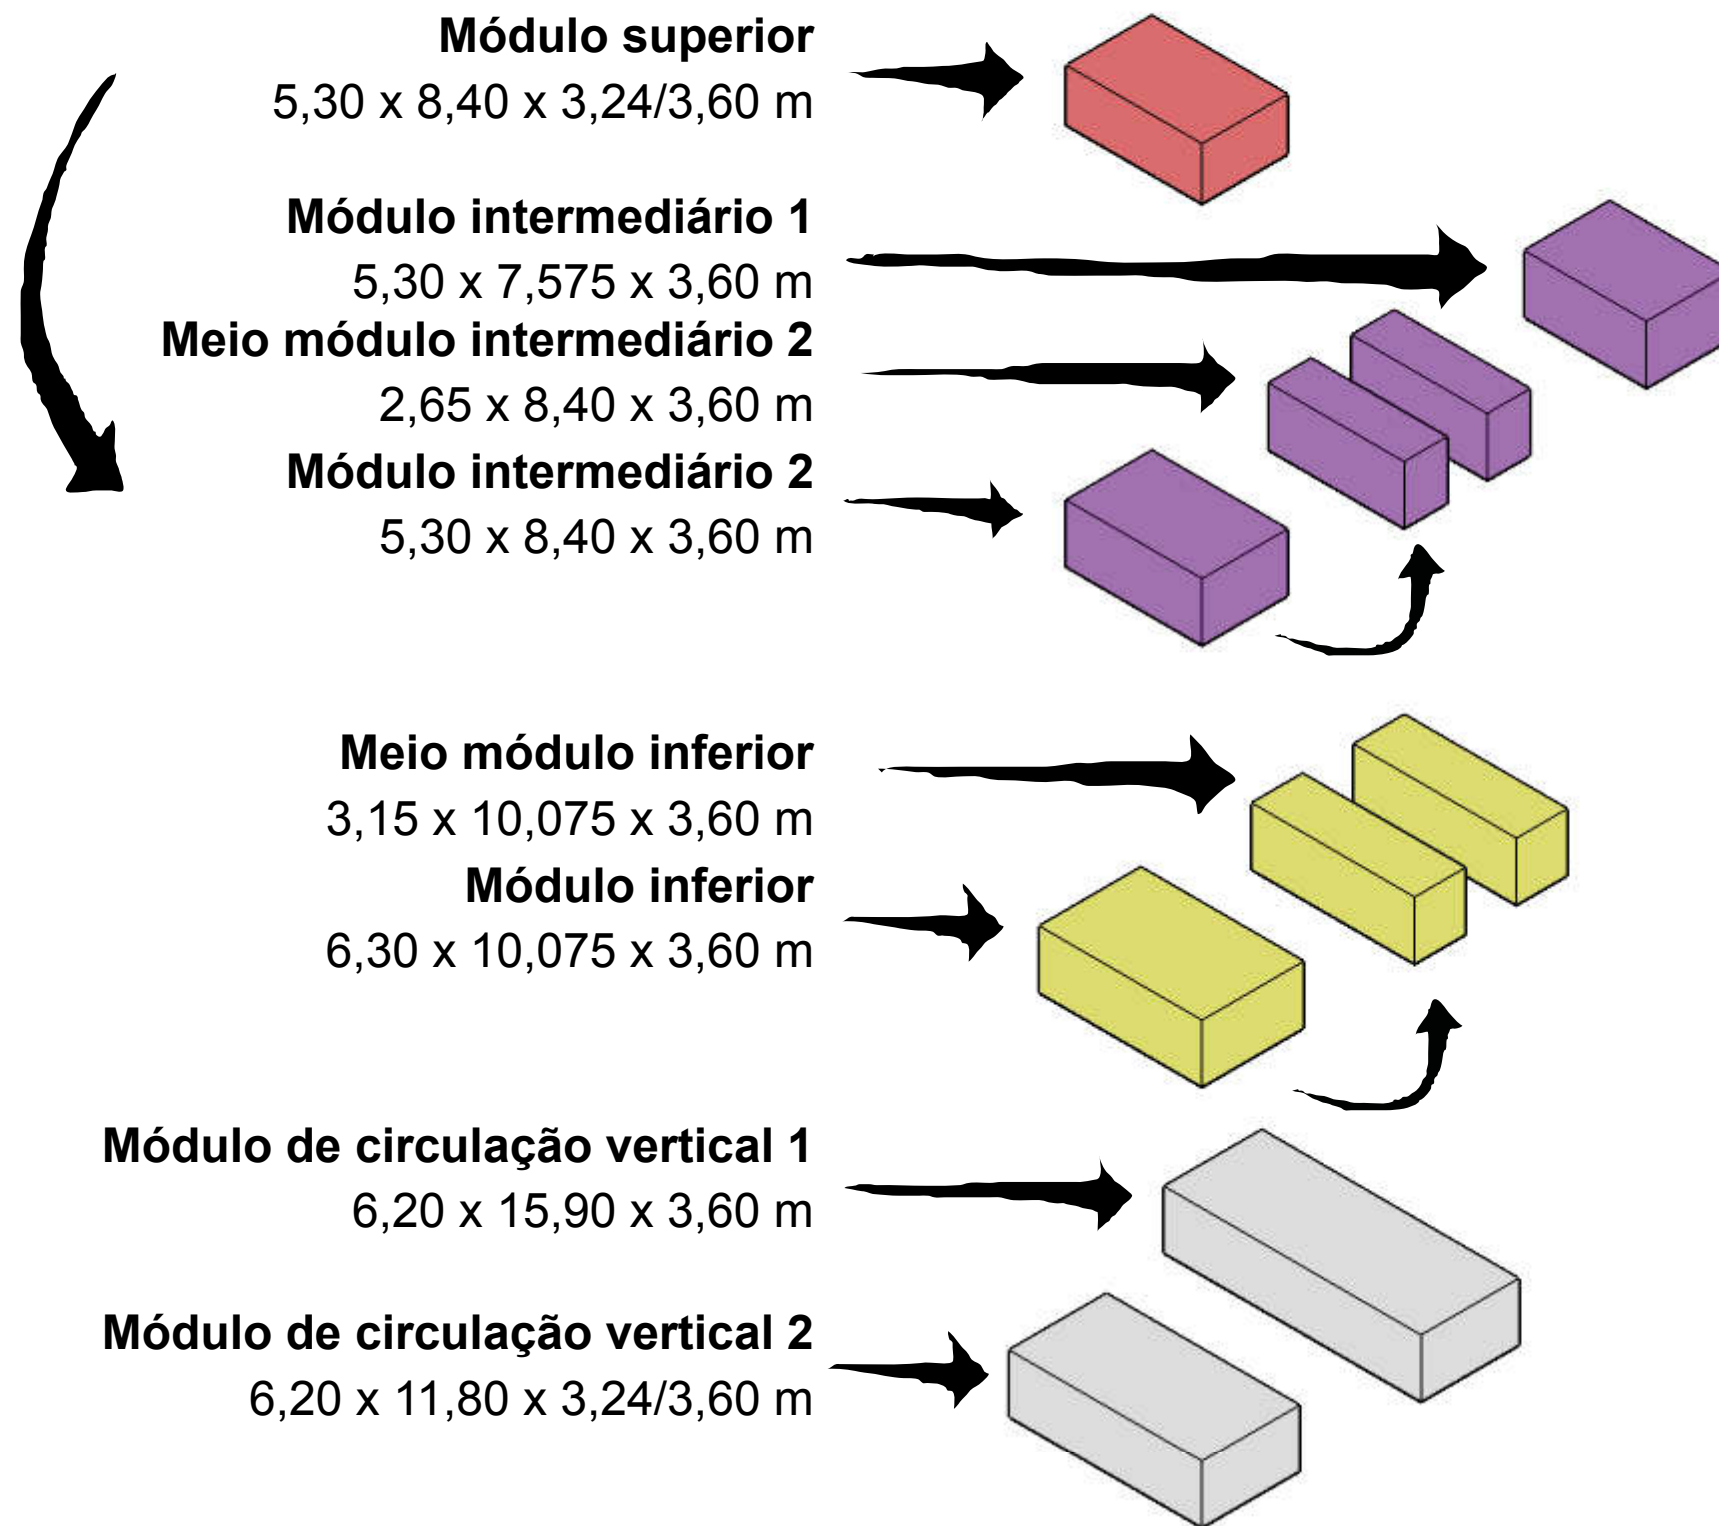 Módulo superior
5,30 x 8,40 x 3,24/3,60 m
Módulo intermediário 1
5,30 x 7,575 x 3,60 m
Meio módulo intermediário 2
2,65 x 8,40 x 3,60 m
Módulo intermediário 2
5,30 x 8,40 x 3,60 m
Meio módulo inferior
3,15 x 10,075 x 3,60 m
Módulo inferior
6,30 x 10,075 x 3,60 m
Módulo de circulação vertical 1
6,20 x 15,90 x 3,60 m
Módulo de circulação vertical 2
6,20 x 11,80 x 3,24/3,60 m